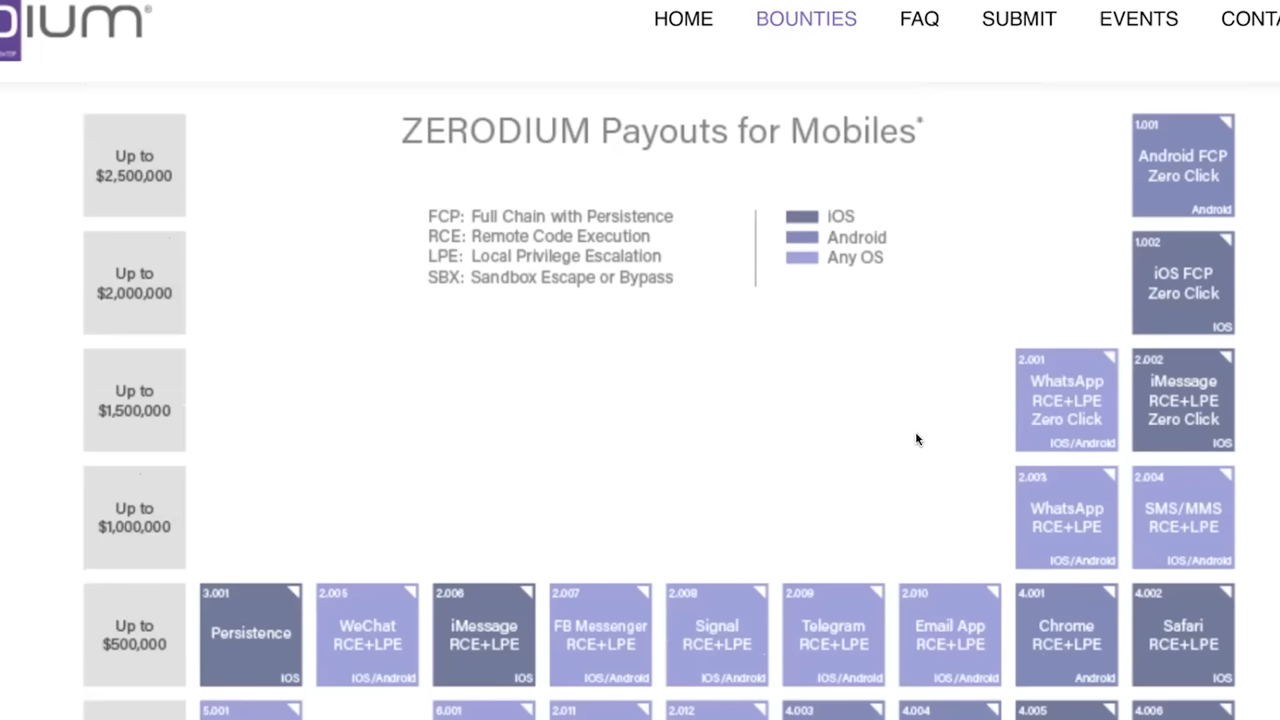 IUM®
HOME BOUNTIES FAQ SUBMIT EVENTS CONTA
ZERODIUM Payouts for Mobiles*
FCP: Full Chain with Persistence
RCE: Remote Code Execution
LPE: Local Privilege Escalation
SBX: Sandbox Escape or Bypass
iOS
Android
Any OS
Up to
$2,500,000
1.001
Android FCP
Zero Click
Android
Up to
$2,000,000
1.002
iOS FCP
Zero Click
iOS
Up to
$1,500,000
2.001
WhatsApp
RCE+LPE
Zero Click
iOS/Android
2.002
iMessage
RCE+LPE
Zero Click
iOS
Up to
$1,000,000
2.003
WhatsApp
RCE+LPE
iOS/Android
2.004
SMS/MMS
RCE+LPE
iOS/Android
Up to
$500,000
3.001
Persistence
iOS
2.005
WeChat
RCE+LPE
iOS/Android
2.006
iMessage
RCE+LPE
iOS
2.007
FB Messenger
RCE+LPE
iOS/Android
2.008
Signal
RCE+LPE
iOS/Android
2.009
Telegram
RCE+LPE
iOS/Android
2.010
Email App
RCE+LPE
iOS/Android
4.001
Chrome
RCE+LPE
Android
4.002
Safari
RCE+LPE
iOS
5.001
6.001
2.011
2.012
4.003
4.004
4.005
4.006